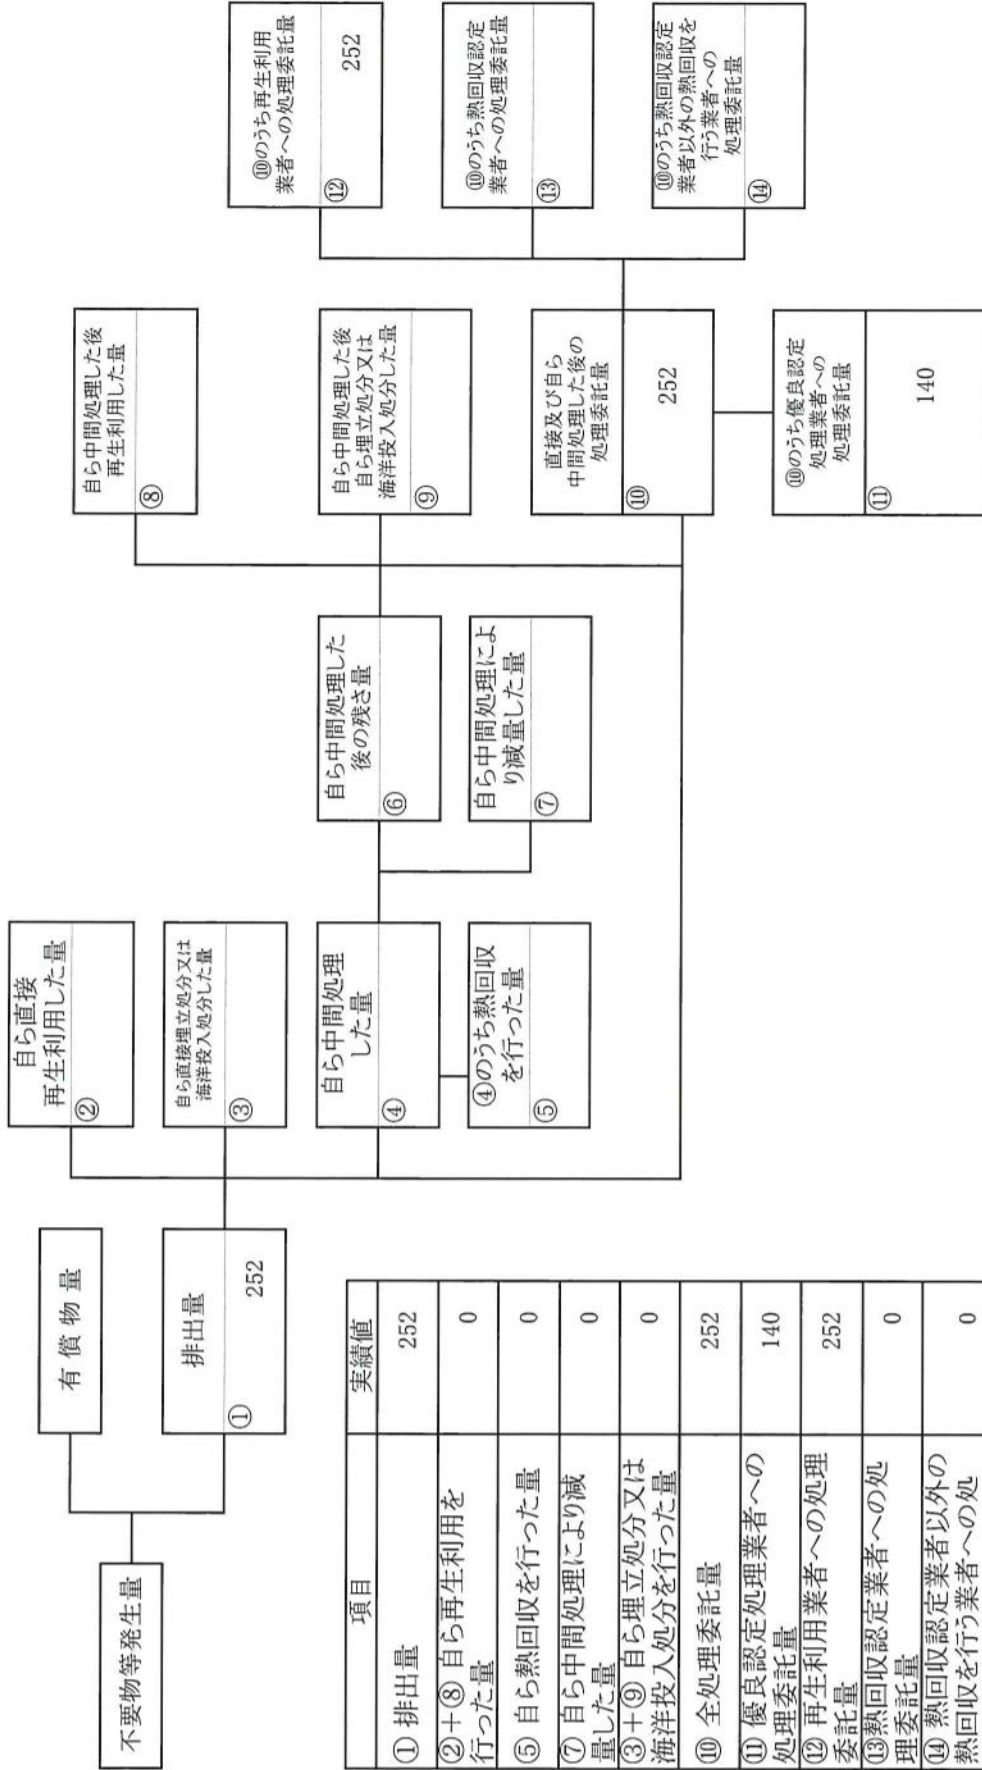 不要物等発生量
有償物量
排出量
①
252
自ら直接
再生利用した量
②
自ら直接埋立処分又は
海洋投入処分した量
③
自ら中間処理
した量
④
④のうち熱回収
を行った量
⑤
自ら中間処理した
後の残さ量
⑥
自ら中間処理によ
り減量した量
⑦
自ら中間処理した後
再生利用した量
⑧
自ら中間処理した後
自ら埋立処分又は
海洋投入処分した量
⑨
直接及び自ら
中間処理した後の
処理委託量
⑩
252
⑩のうち優良認定
処理業者への
処理委託量
⑪
140
⑩のうち再生利用
業者への処理委託量
⑫
252
⑩のうち熱回収認定
業者への処理委託量
⑬
⑩のうち熱回収認定
業者以外の熱回収を
行う業者への
処理委託量
⑭
項目 実績値
① 排出量 252
②+⑧ 自ら再生利用を
行った量 0
⑤ 自ら熱回収を行った量 0
⑦ 自ら中間処理により減
量した量 0
③+⑨ 自ら埋立処分又は
海洋投入処分を行った量 0
⑩ 全処理委託量 252
⑪ 優良認定処理業者への
処理委託量 140
⑫ 再生利用業者への処理
委託量 252
⑬熱回収認定業者への処
理委託量 0
⑭ 熱回収認定業者以外の
熱回収を行う業者への処 0